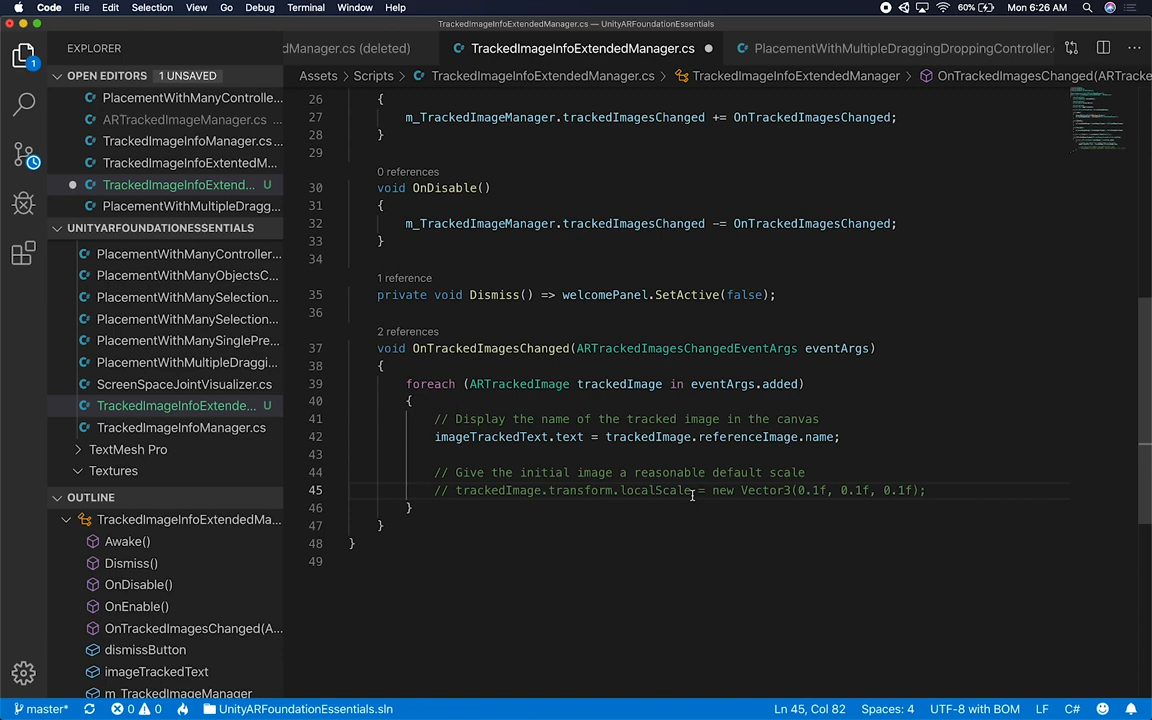 Code File Edit Selection View Go Debug Terminal Window Help 60% Mon 6:26 AM
TrackedImageInfoExtendedManager.cs — UnityARFoundationEssentials
EXPLORER
dManager.cs (deleted)
TrackedImageInfoExtendedManager.cs
PlacementWithMultipleDraggingDroppingController.
Assets > Scripts > TrackedImageInfoExtendedManager.cs > TrackedImageInfoExtendedManager > OnTrackedImagesChanged(ARTracke
OPEN EDITORS 1 UNSAVED
PlacementWithManyControlle...
ARTrackedImageManager.cs ...
TrackedImageInfoManager.cs ...
TrackedImageInfoExtentedM...
TrackedImageInfoExtend... U
PlacementWithMultipleDragg...
UNITYARFOUNDATIONESSENTIALS
PlacementWithManyController...
PlacementWithManyObjectsC...
PlacementWithManySelection...
PlacementWithManySelection...
PlacementWithManySinglePre...
PlacementWithMultipleDraggi...
ScreenSpaceJointVisualizer.cs
TrackedImageInfoExtende... U
TrackedImageInfoManager.cs
TextMesh Pro
Textures
OUTLINE
TrackedImageInfoExtendedMa...
Awake()
Dismiss()
OnDisable()
OnEnable()
OnTrackedImagesChanged(A...
dismissButton
imageTrackedText
m_TrackedImageManager
26 {
27 m_TrackedImageManager.trackedImagesChanged += OnTrackedImagesChanged;
28 }
29
0 references
30 void OnDisable()
31 {
32 m_TrackedImageManager.trackedImagesChanged -= OnTrackedImagesChanged;
33 }
34
1 reference
35 private void Dismiss() => welcomePanel.SetActive(false);
36
2 references
37 void OnTrackedImagesChanged(ARTrackedImagesChangedEventArgs eventArgs)
38 {
39 foreach (ARTrackedImage trackedImage in eventArgs.added)
40 {
41 // Display the name of the tracked image in the canvas
42 imageTrackedText.text = trackedImage.referenceImage.name;
43
44 // Give the initial image a reasonable default scale
45 // trackedImage.transform.localScale = new Vector3(0.1f, 0.1f, 0.1f);
46 }
47 }
48 }
49
master* 0 0 UnityARFoundationEssentials.sln Ln 45, Col 82 Spaces: 4 UTF-8 with BOM LF C#